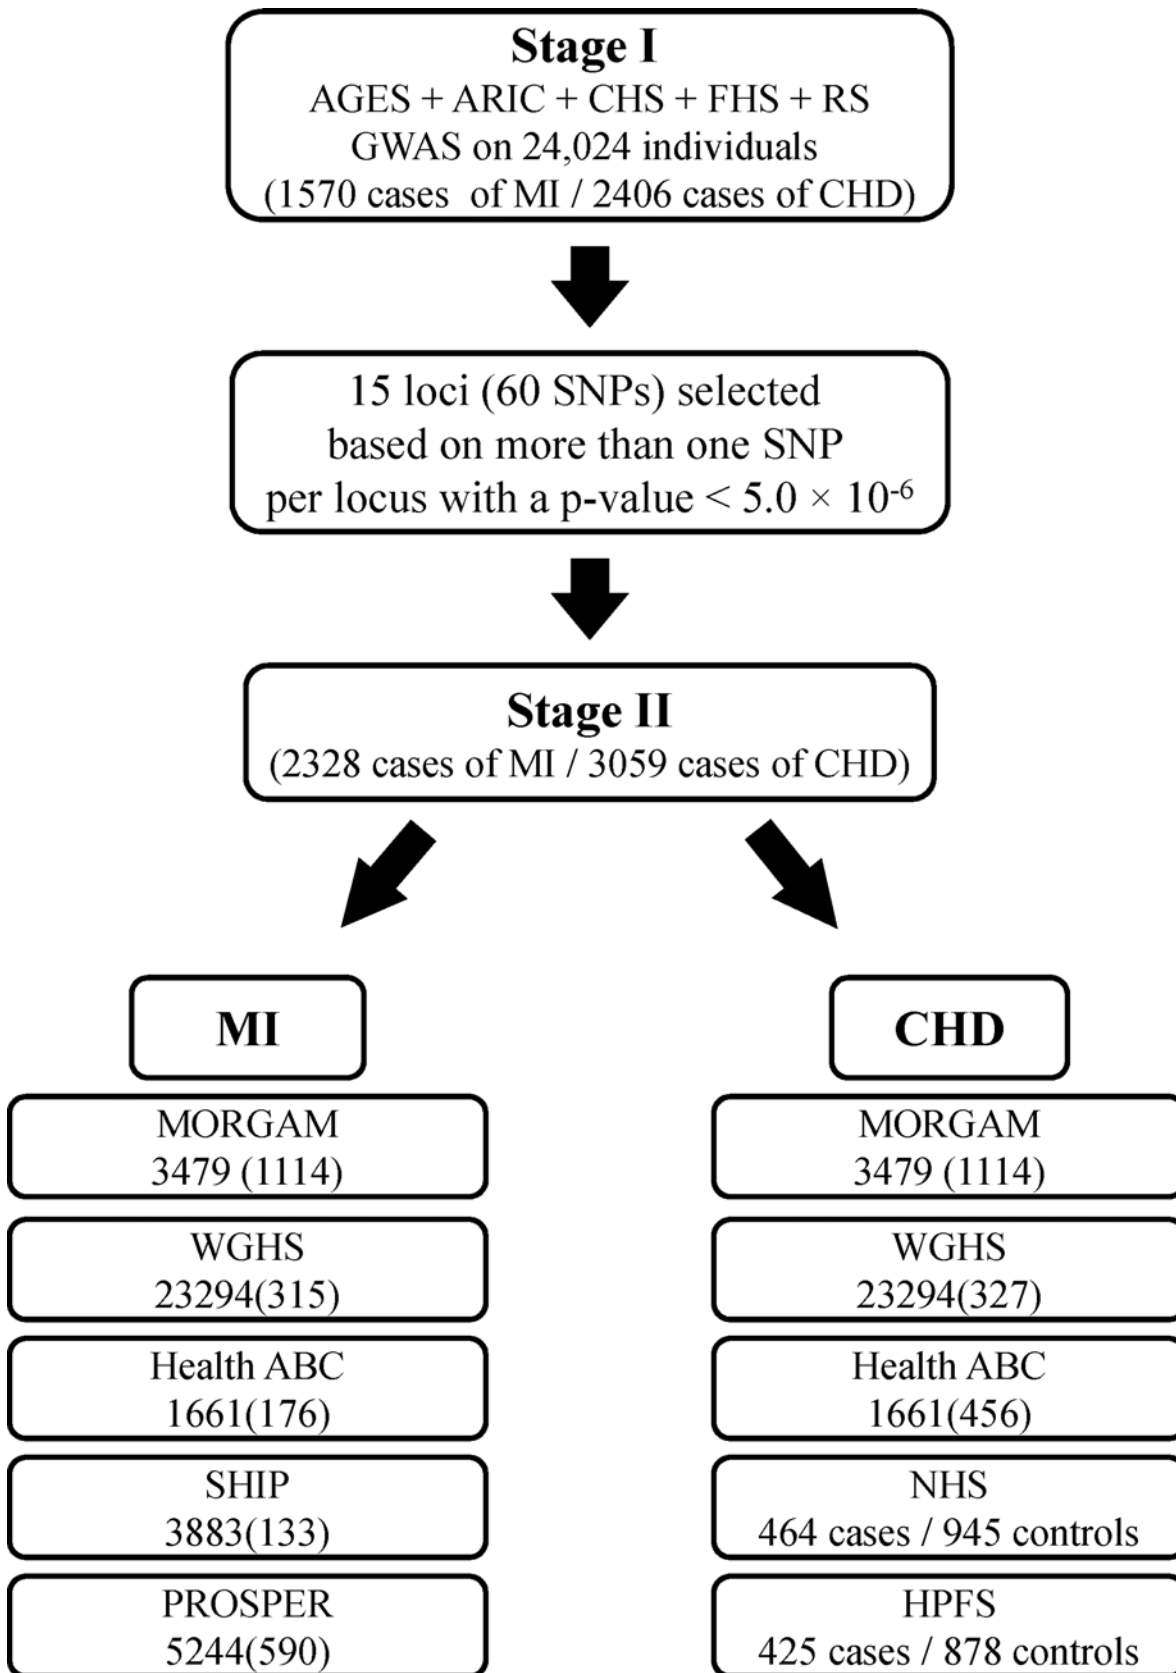 Stage I
AGES + ARIC + CHS + FHS + RS
GWAS on 24,024 individuals
(1570 cases of MI / 2406 cases of CHD)
15 loci (60 SNPs) selected
based on more than one SNP
per locus with a p-value < 5.0 × 10⁻⁶
Stage II
(2328 cases of MI / 3059 cases of CHD)
MI
MORGAM
3479 (1114)
WGHS
23294(315)
Health ABC
1661(176)
SHIP
3883(133)
PROSPER
5244(590)
CHD
MORGAM
3479 (1114)
WGHS
23294(327)
Health ABC
1661(456)
NHS
464 cases / 945 controls
HPFS
425 cases / 878 controls